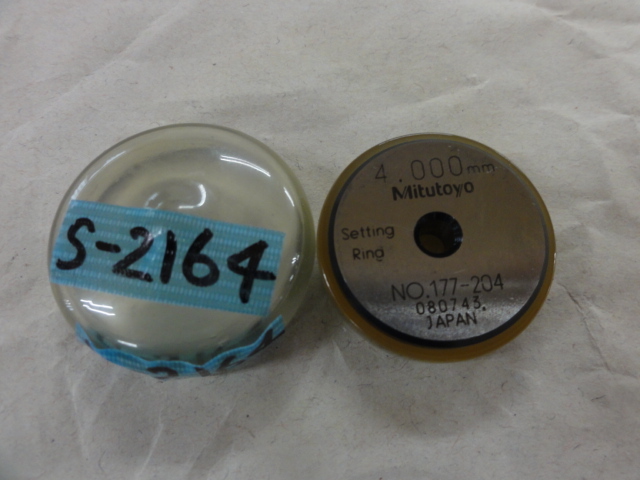 S-2164
4.000mm
Mitutoyo
Setting
Ring
NO.177-204
080743.
JAPAN